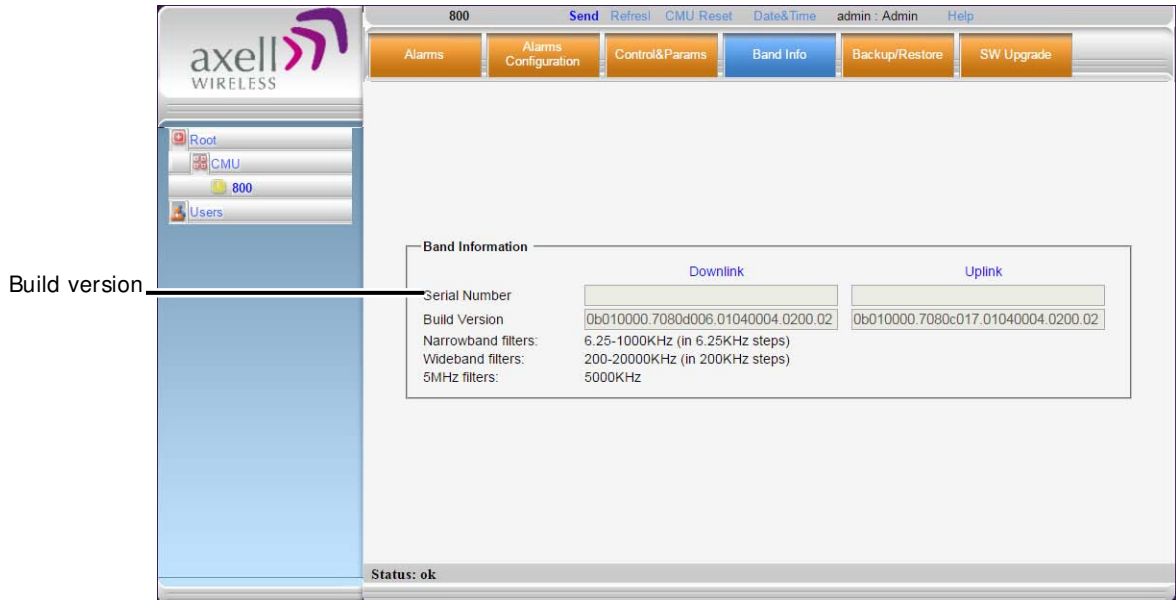 800 Send Refresl CMU Reset Date&Time admin : Admin Help
axell
WIRELESS
Alarms Alarms Configuration Control&Params Band Info Backup/Restore SW Upgrade
Root
CMU
800
Users
Band Information
Downlink Uplink
Build version
Serial Number
Build Version 0b010000.7080d006.01040004.0200.02 0b010000.7080c017.01040004.0200.02
Narrowband filters: 6.25-1000KHz (in 6.25KHz steps)
Wideband filters: 200-20000KHz (in 200KHz steps)
5MHz filters: 5000KHz
Status: ok